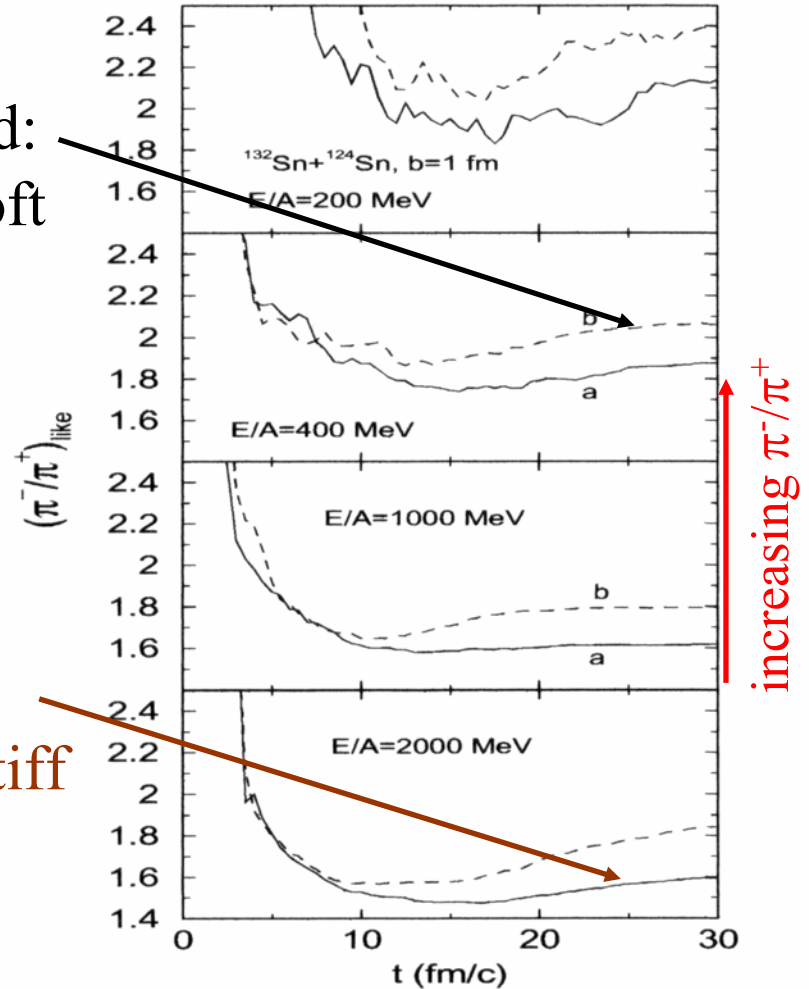 2.4
2.2
2
1.8
1.6
d:
oft
¹³²Sn+¹²⁴Sn, b=1 fm
E/A=200 MeV
2.4
2.2
2
1.8
1.6
b
a
E/A=400 MeV
(π⁻/π⁺)like
increasing π⁻/π⁺
2.4
2.2
2
1.8
1.6
E/A=1000 MeV
b
a
2.4
2.2
2
1.8
1.6
1.4
tiff
E/A=2000 MeV
0 10 20 30
t (fm/c)